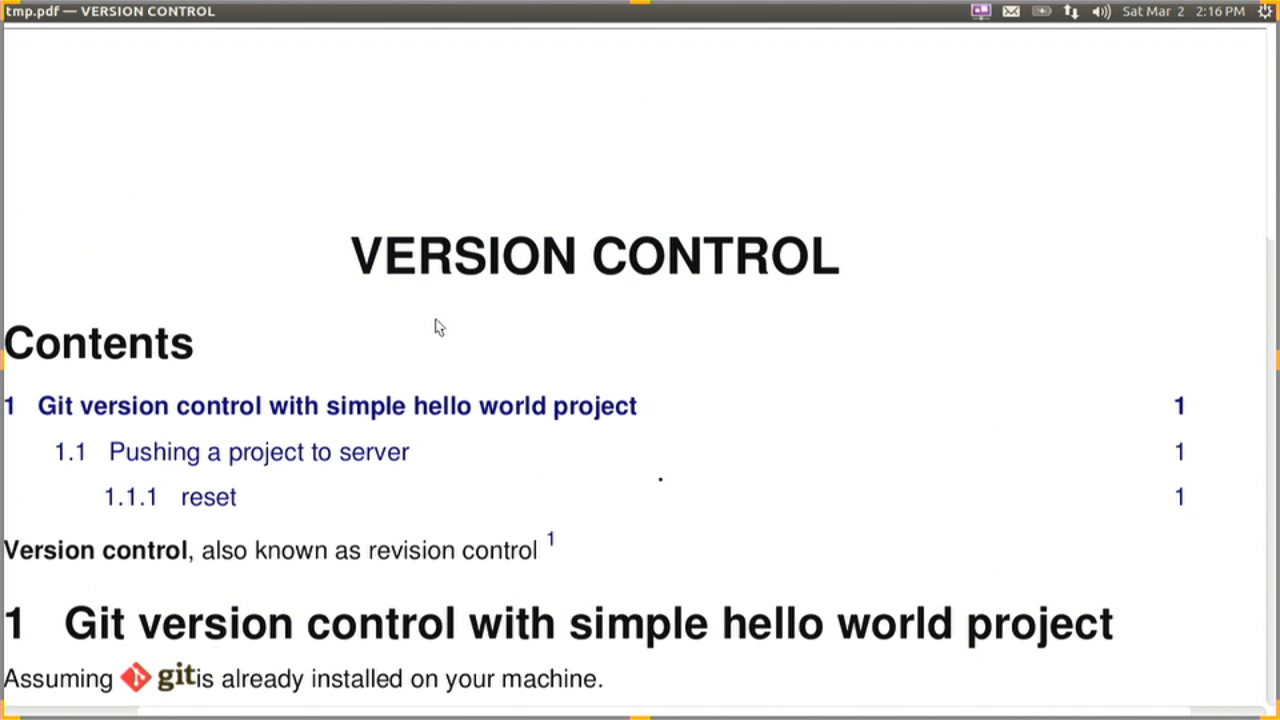 tmp.pdf — VERSION CONTROL Sat Mar 2 2:16 PM
VERSION CONTROL
Contents
1 Git version control with simple hello world project 1
1.1 Pushing a project to server 1
1.1.1 reset 1
Version control, also known as revision control 1
1 Git version control with simple hello world project
Assuming git is already installed on your machine.